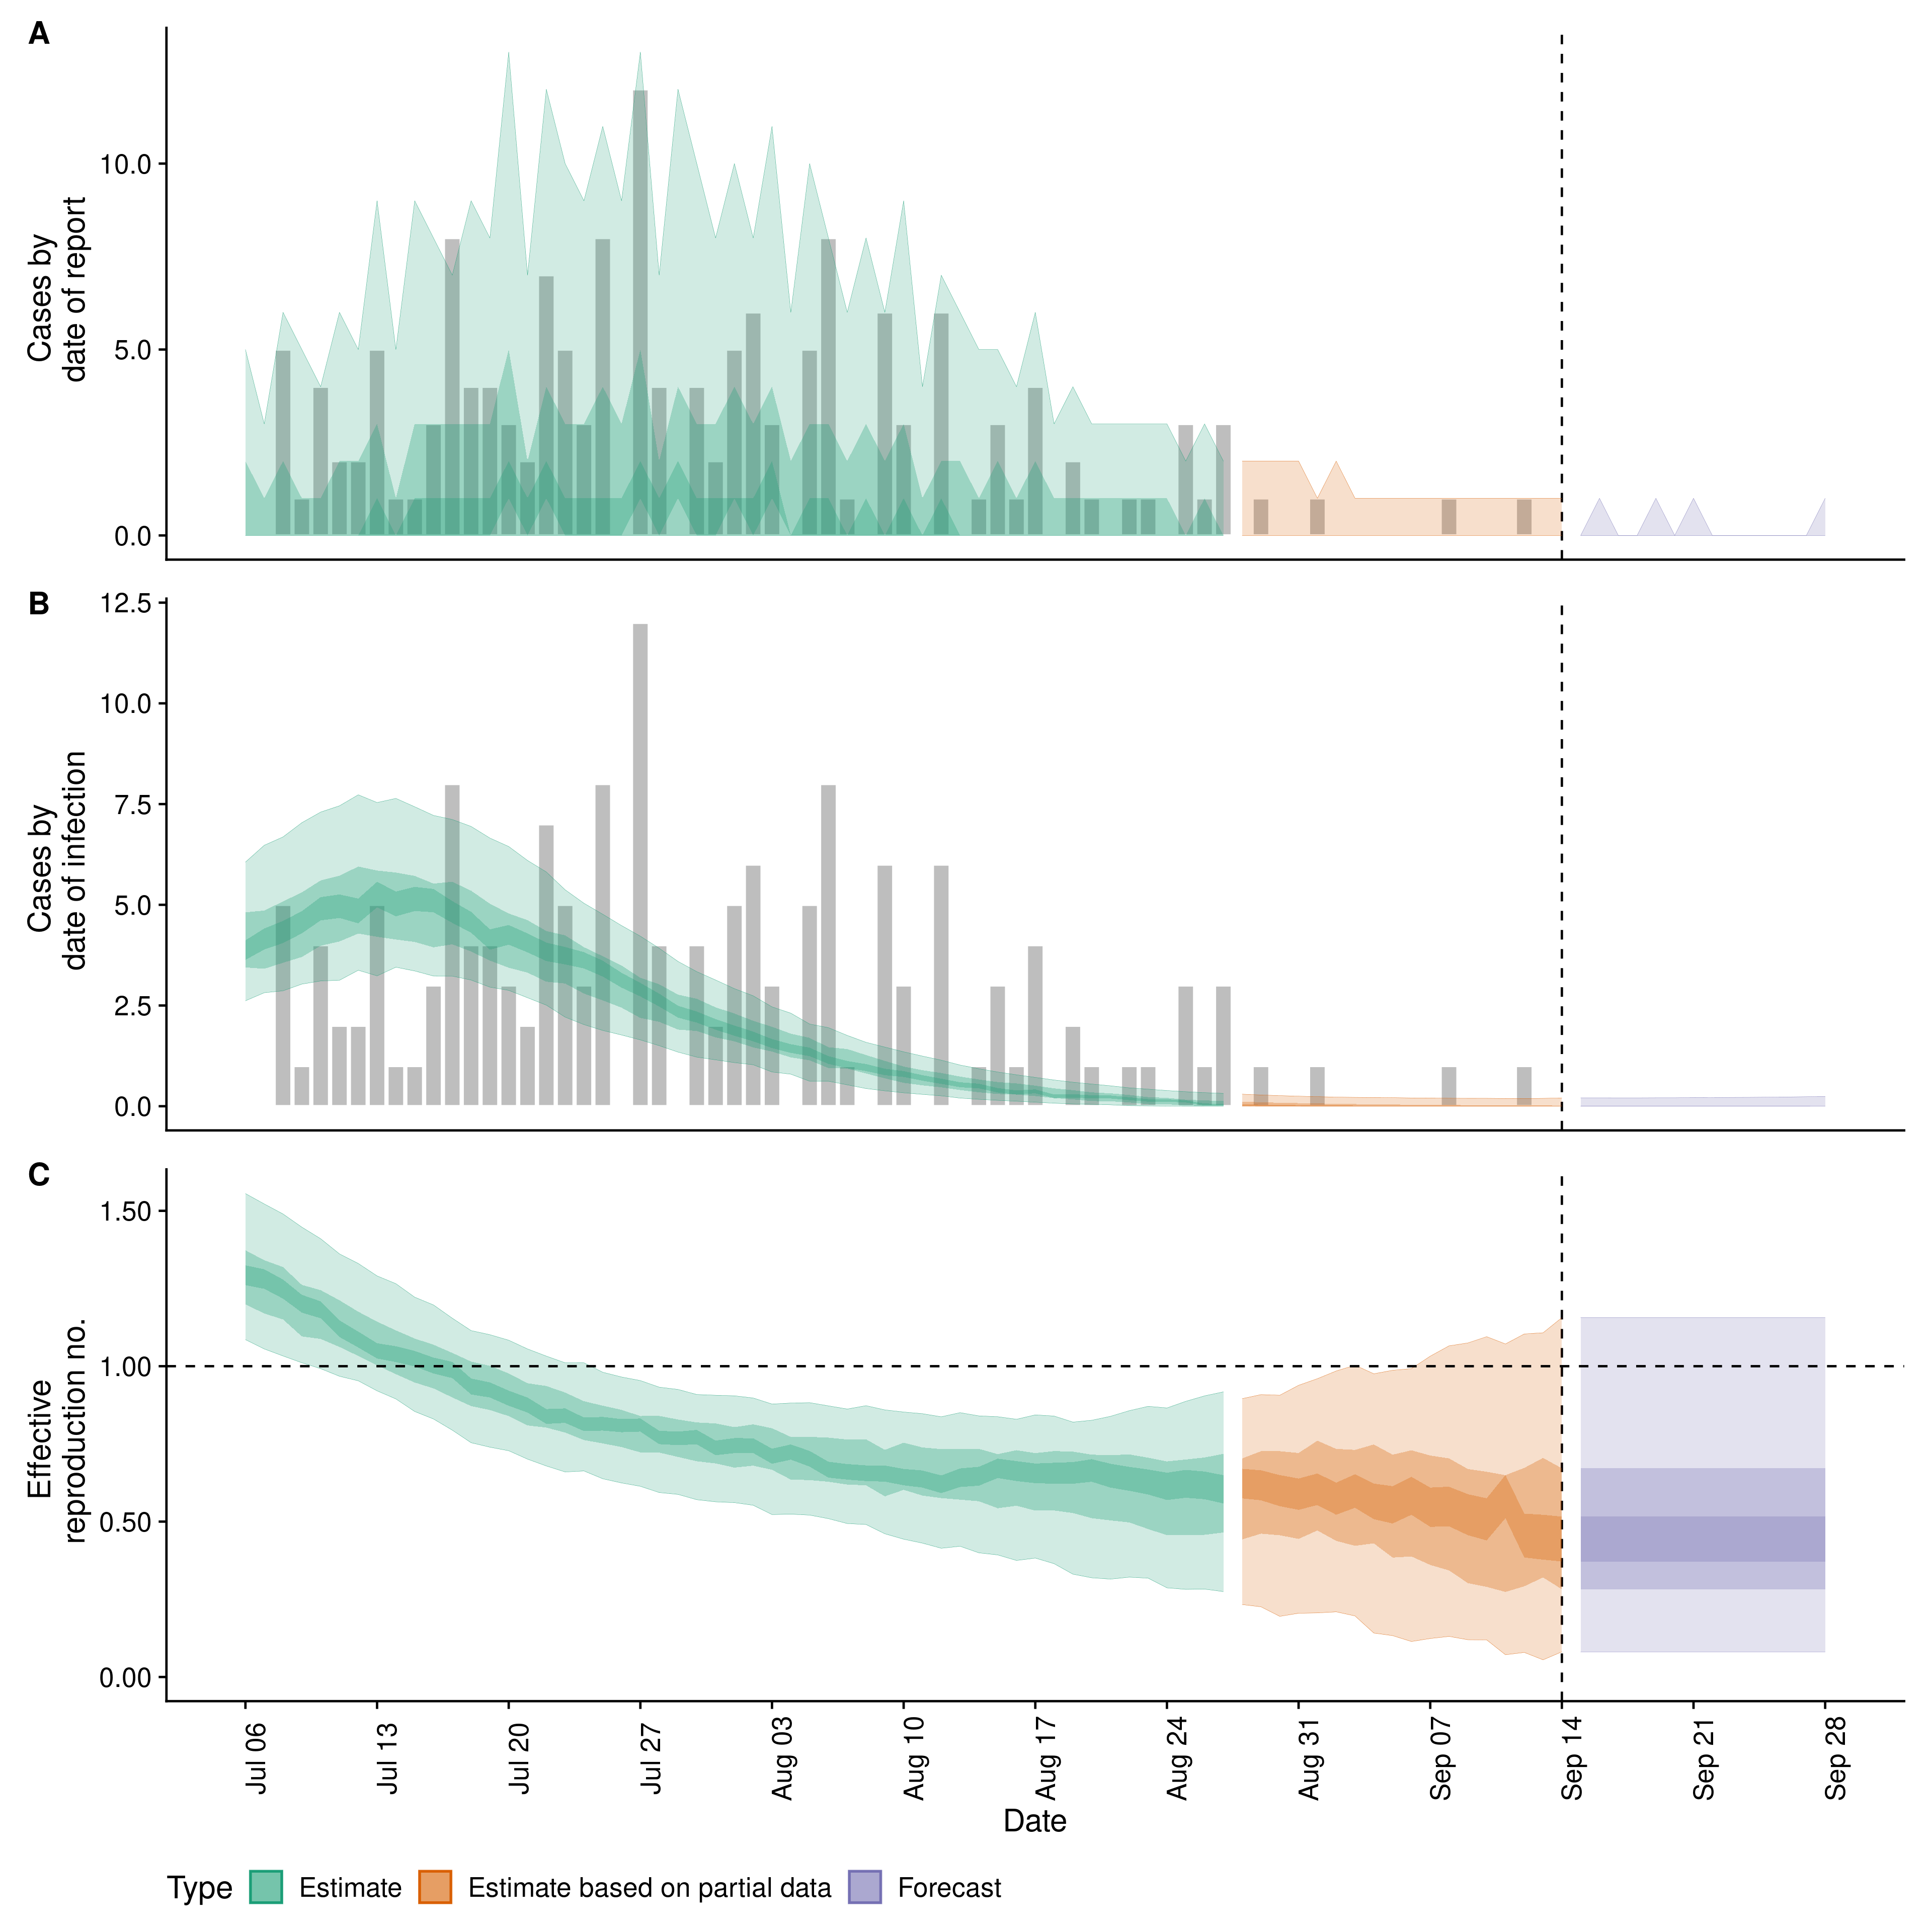 A
Cases by
date of report
10.0
5.0
0.0
B
Cases by
date of infection
12.5
10.0
7.5
5.0
2.5
0.0
C
Effective
reproduction no.
1.50
1.00
0.50
0.00
Jul 06
Jul 13
Jul 20
Jul 27
Aug 03
Aug 10
Aug 17
Aug 24
Aug 31
Sep 07
Sep 14
Sep 21
Sep 28
Date
Type Estimate Estimate based on partial data Forecast